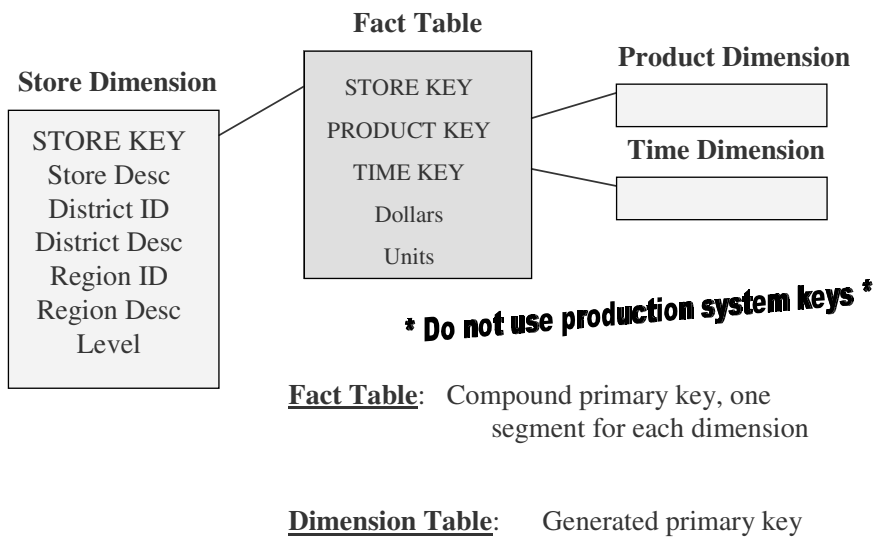 Fact Table
Store Dimension
STORE KEY
Store Desc
District ID
District Desc
Region ID
Region Desc
Level
STORE KEY
PRODUCT KEY
TIME KEY
Dollars
Units
Product Dimension
Time Dimension
* Do not use production system keys *
Fact Table: Compound primary key, one
segment for each dimension
Dimension Table: Generated primary key